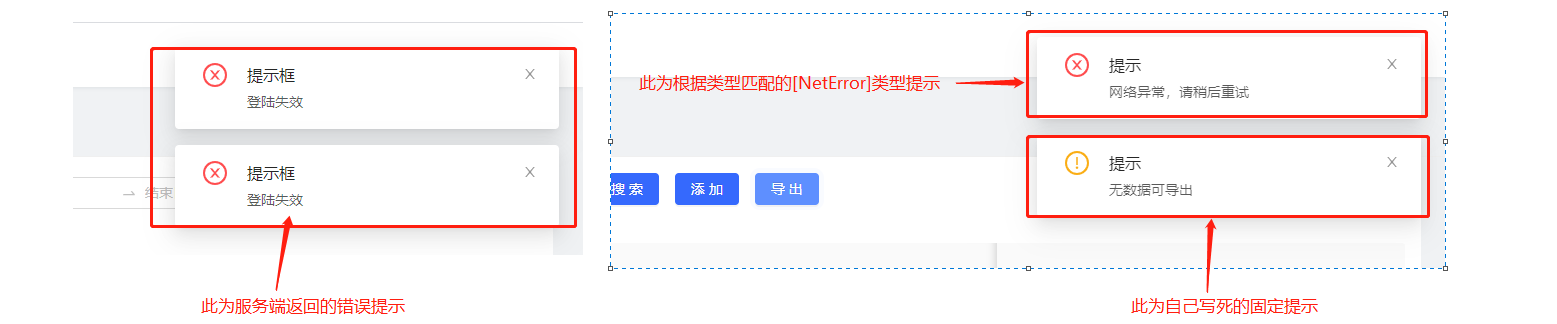 提示框
登陆失效
提示框
登陆失效
结束
此为服务端返回的错误提示
此为根据类型匹配的[NetError]类型提示
提示
网络异常，请稍后重试
提示
无数据可导出
搜 索
添 加
导 出
此为自己写死的固定提示